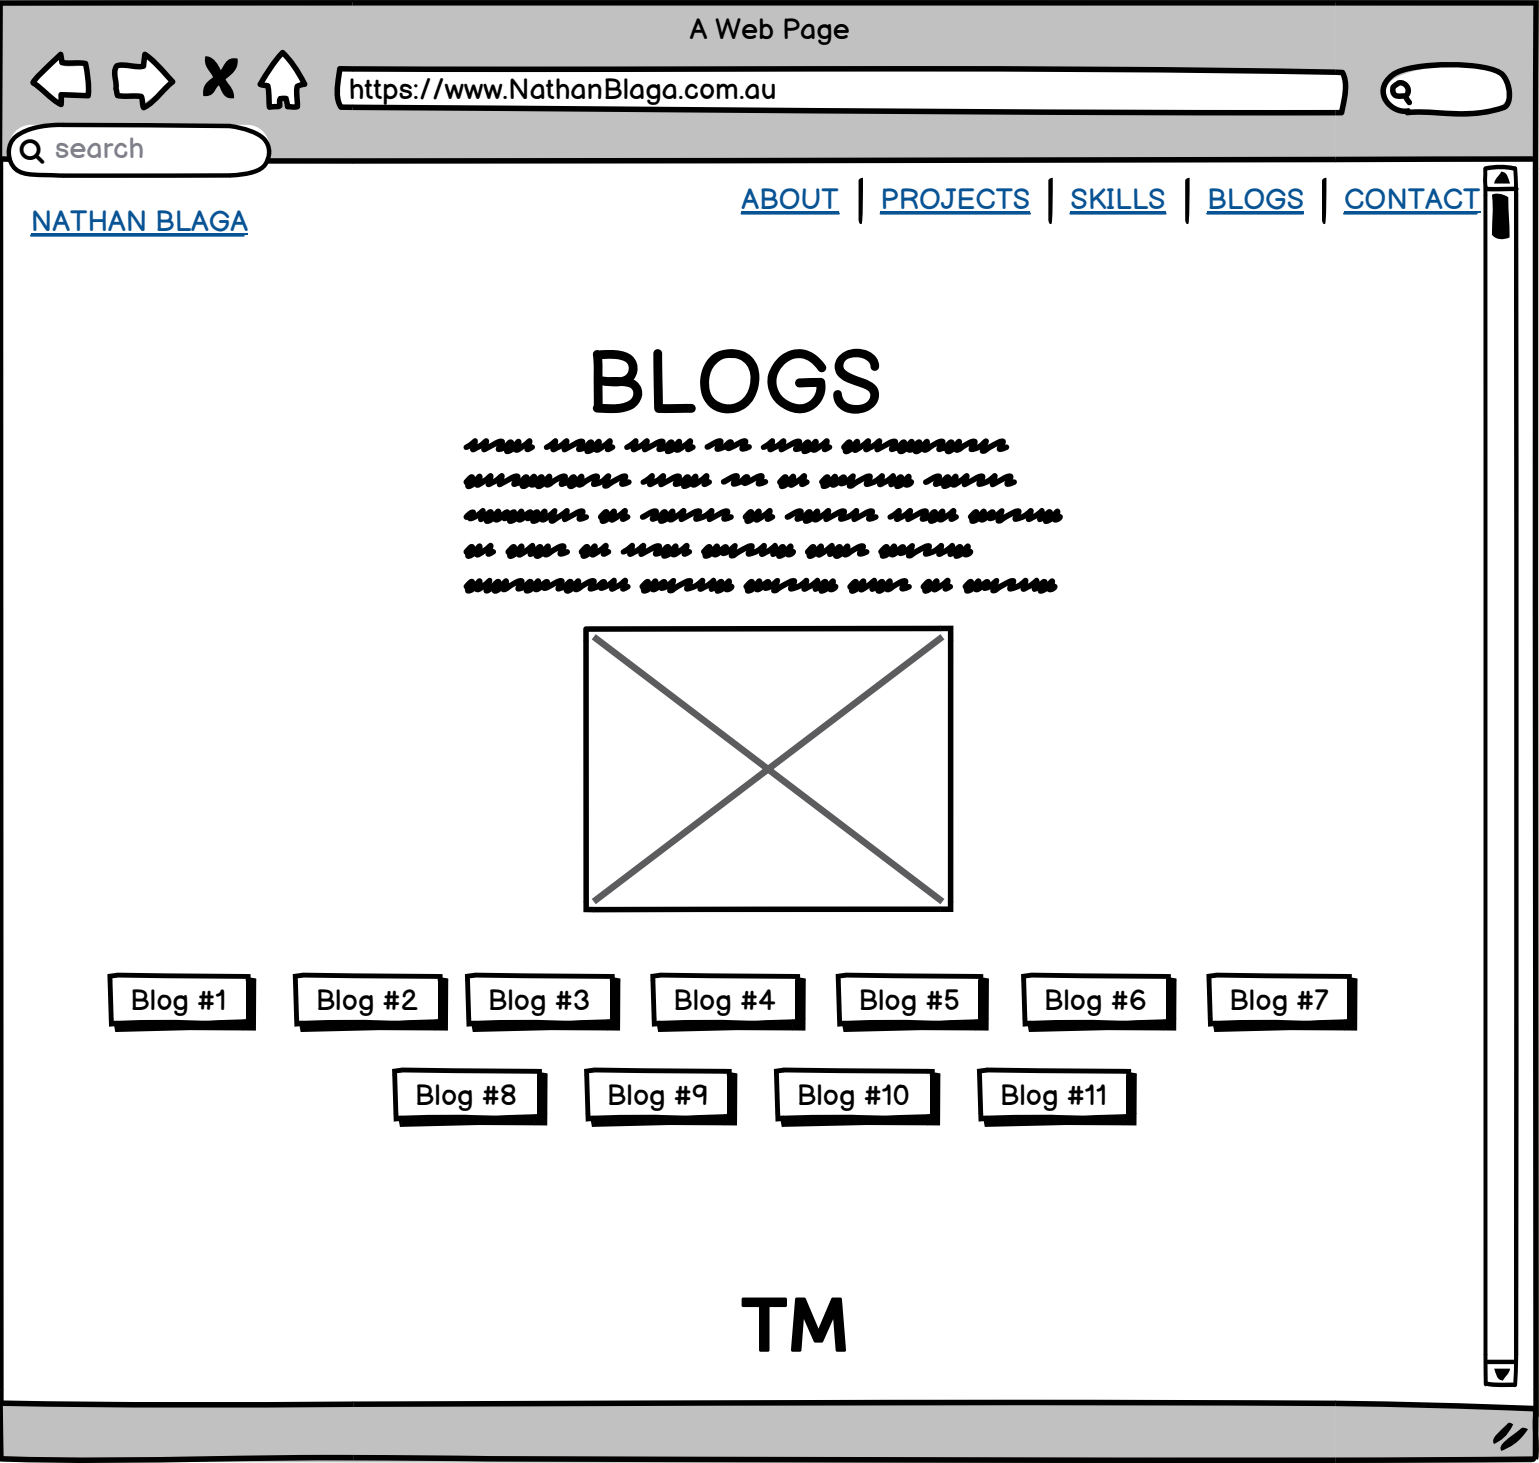 A Web Page
https://www.NathanBlaga.com.au
search
ABOUT | PROJECTS | SKILLS | BLOGS | CONTACT
NATHAN BLAGA
BLOGS
Blog #1 Blog #2 Blog #3 Blog #4 Blog #5 Blog #6 Blog #7
Blog #8 Blog #9 Blog #10 Blog #11
TM